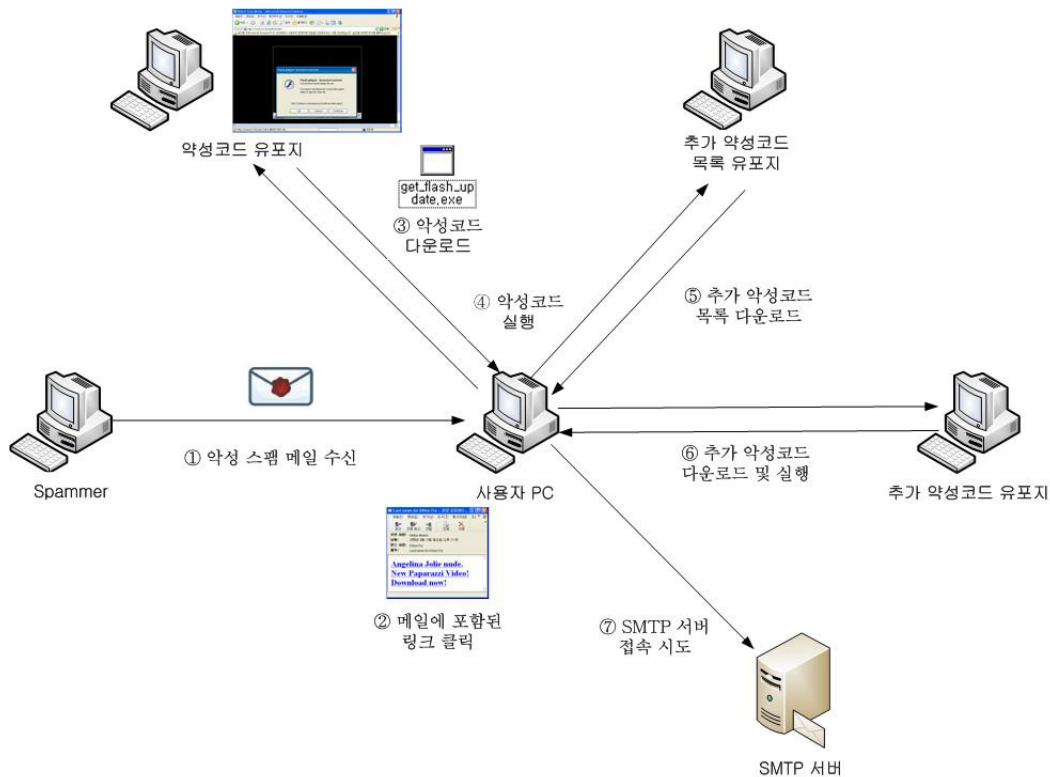 약성코드 유포지
get_flash_up
date.exe
③ 악성코드
다운로드
추가 약성코드
목록 유포지
④ 악성코드
실행
⑤ 추가 악성코드
목록 다운로드
① 악성 스팸 메일 수신
Spammer
사용자 PC
⑥ 추가 악성코드
다운로드 및 실행
추가 약성코드 유포지
Angelina Jolie nude.
New Paparazzi Video!
Download now!
② 메일에 포함된
링크 클릭
⑦ SMTP 서버
접속 시도
SMTP 서버